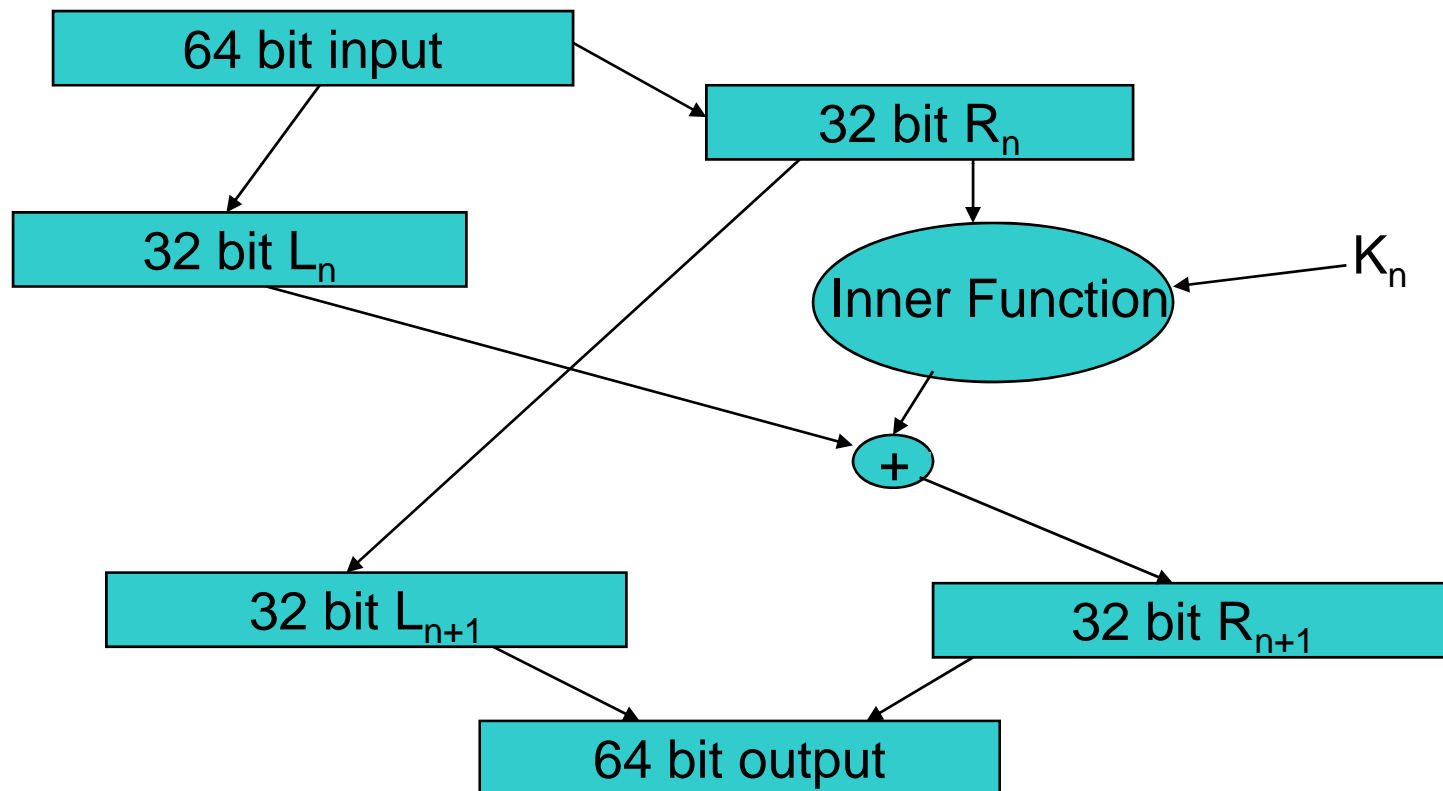 64 bit input
32 bit Rₙ
32 bit Lₙ
Kₙ
Inner Function
+
32 bit Lₙ₊₁
32 bit Rₙ₊₁
64 bit output